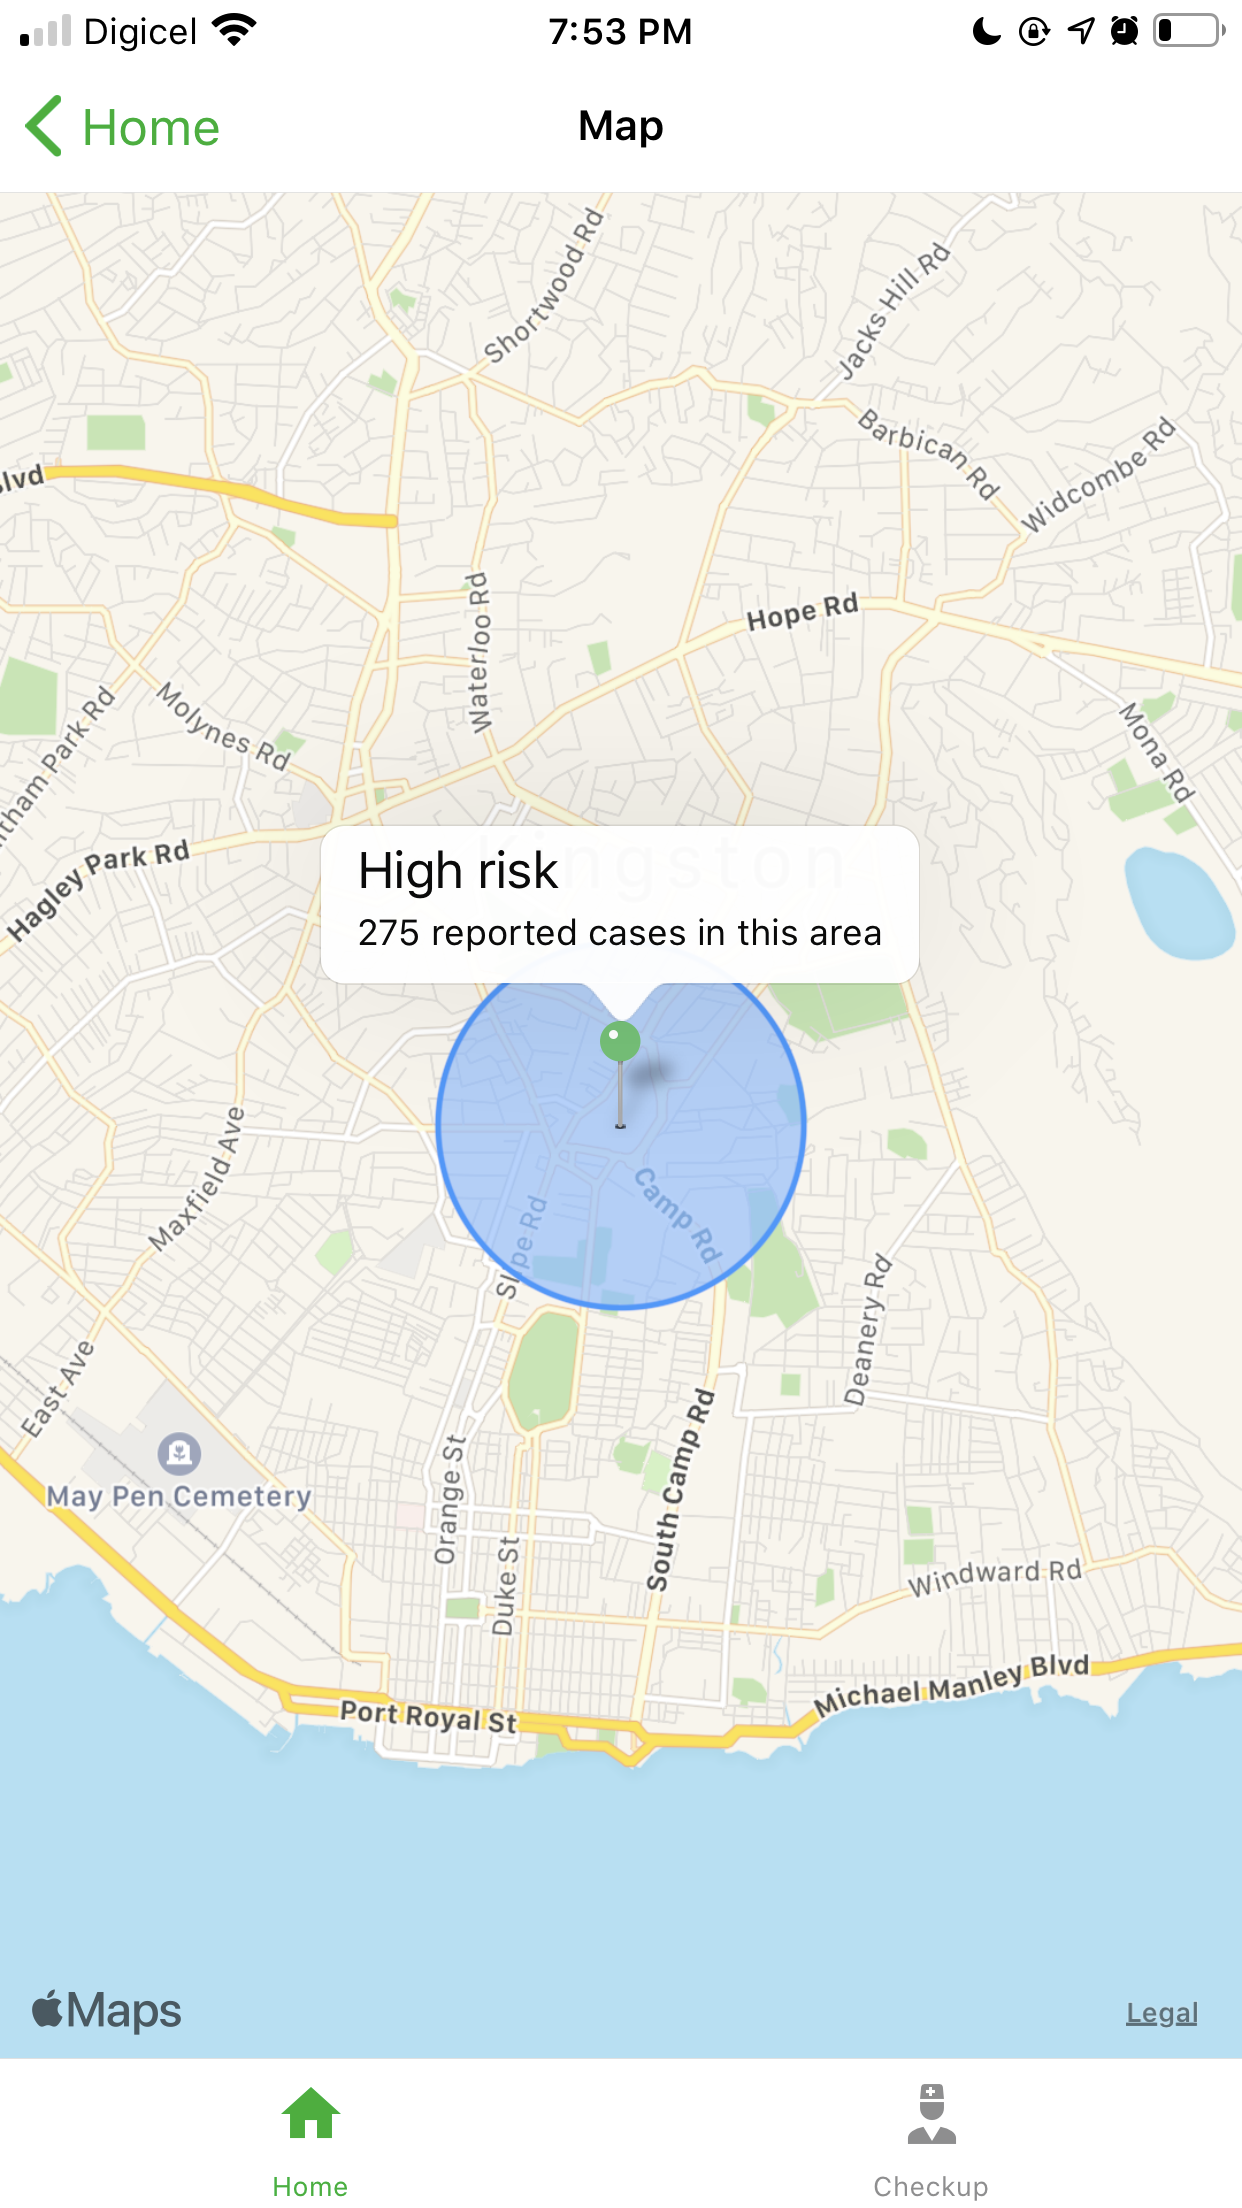 Digicel
7:53 PM
Home
Map
Shortwood Rd
Jacks Hill Rd
Barbican Rd
Widcombe Rd
Blvd
Waterloo Rd
Hope Rd
Molynes Rd
Mona Rd
Park Rd
Hagley Park Rd
Kingston
High risk
275 reported cases in this area
Maxfield Ave
Camp Rd
Slipe Rd
Deanery Rd
East Ave
May Pen Cemetery
Orange St
South Camp Rd
Duke St
Windward Rd
Michael Manley Blvd
Port Royal St
Maps
Legal
Home
Checkup